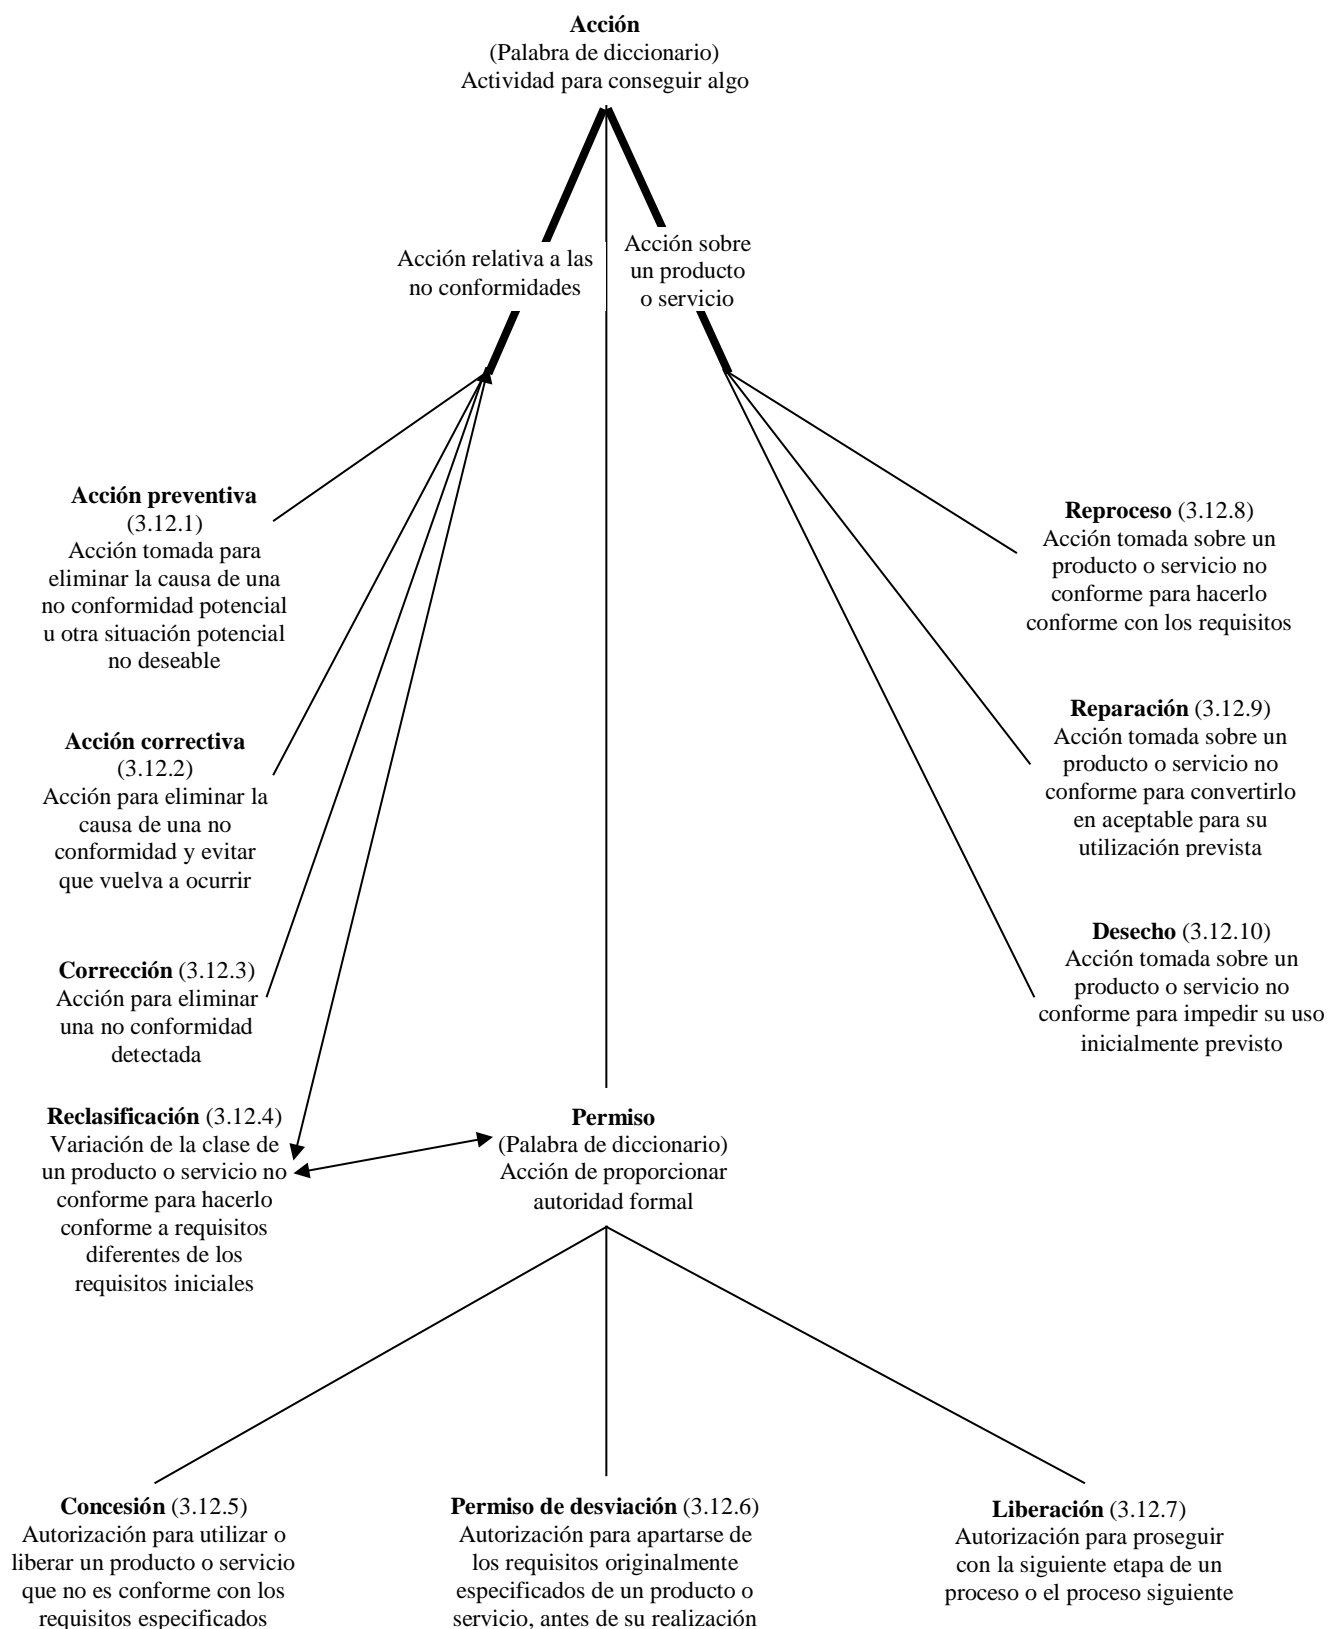 Acción
(Palabra de diccionario)
Actividad para conseguir algo
Acción relativa a las
no conformidades
Acción sobre
un producto
o servicio
Acción preventiva
(3.12.1)
Acción tomada para
eliminar la causa de una
no conformidad potencial
u otra situación potencial
no deseable
Reproceso (3.12.8)
Acción tomada sobre un
producto o servicio no
conforme para hacerlo
conforme con los requisitos
Acción correctiva
(3.12.2)
Acción para eliminar la
causa de una no
conformidad y evitar
que vuelva a ocurrir
Reparación (3.12.9)
Acción tomada sobre un
producto o servicio no
conforme para convertirlo
en aceptable para su
utilización prevista
Corrección (3.12.3)
Acción para eliminar
una no conformidad
detectada
Desecho (3.12.10)
Acción tomada sobre un
producto o servicio no
conforme para impedir su uso
inicialmente previsto
Reclasificación (3.12.4)
Variación de la clase de
un producto o servicio no
conforme para hacerlo
conforme a requisitos
diferentes de los
requisitos iniciales
Permiso
(Palabra de diccionario)
Acción de proporcionar
autoridad formal
Concesión (3.12.5)
Autorización para utilizar o
liberar un producto o servicio
que no es conforme con los
requisitos especificados
Permiso de desviación (3.12.6)
Autorización para apartarse de
los requisitos originalmente
especificados de un producto o
servicio, antes de su realización
Liberación (3.12.7)
Autorización para proseguir
con la siguiente etapa de un
proceso o el proceso siguiente